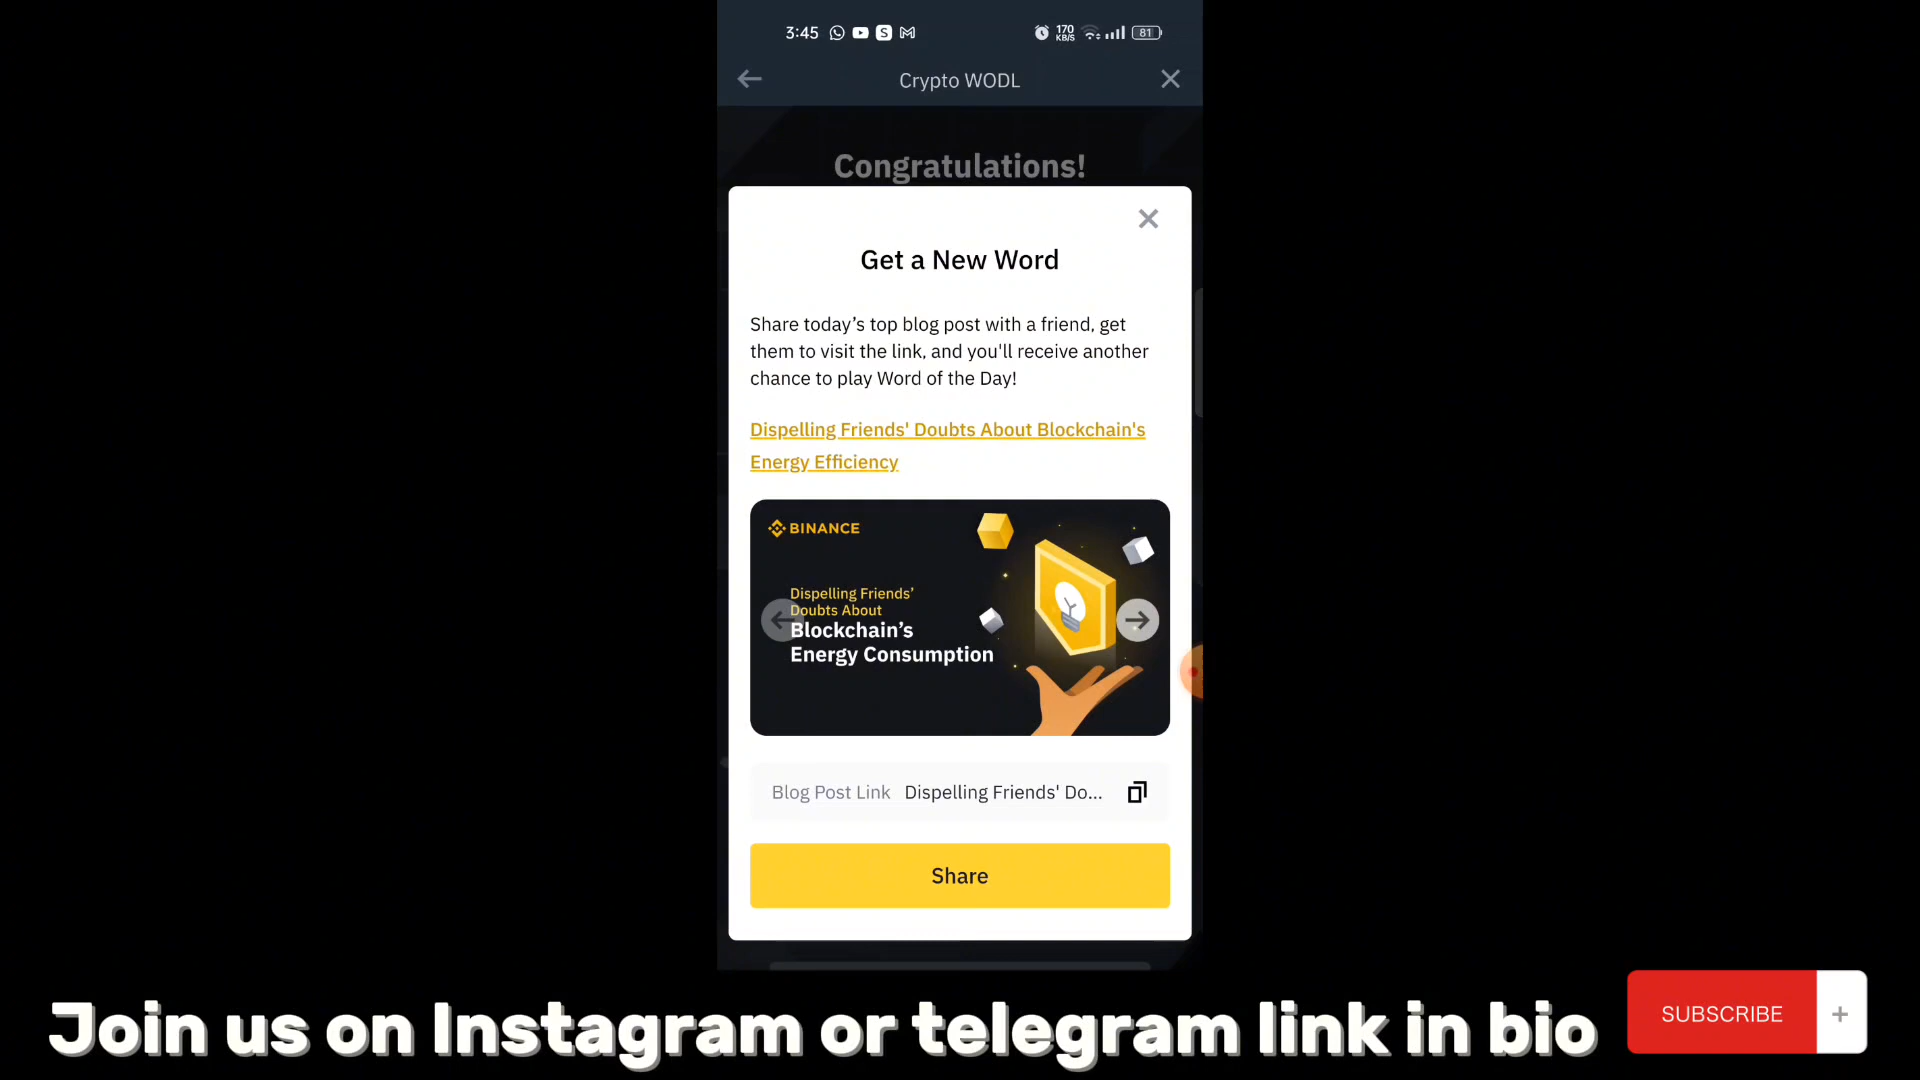 3:45
170
KB/S
81
Crypto WODL
Congratulations!
Get a New Word
Share today’s top blog post with a friend, get
them to visit the link, and you'll receive another
chance to play Word of the Day!
Dispelling Friends' Doubts About Blockchain's
Energy Efficiency
BINANCE
Dispelling Friends’
Doubts About
Blockchain’s
Energy Consumption
Blog Post Link Dispelling Friends' Do...
Share
Join us on Instagram or telegram link in bio
SUBSCRIBE +